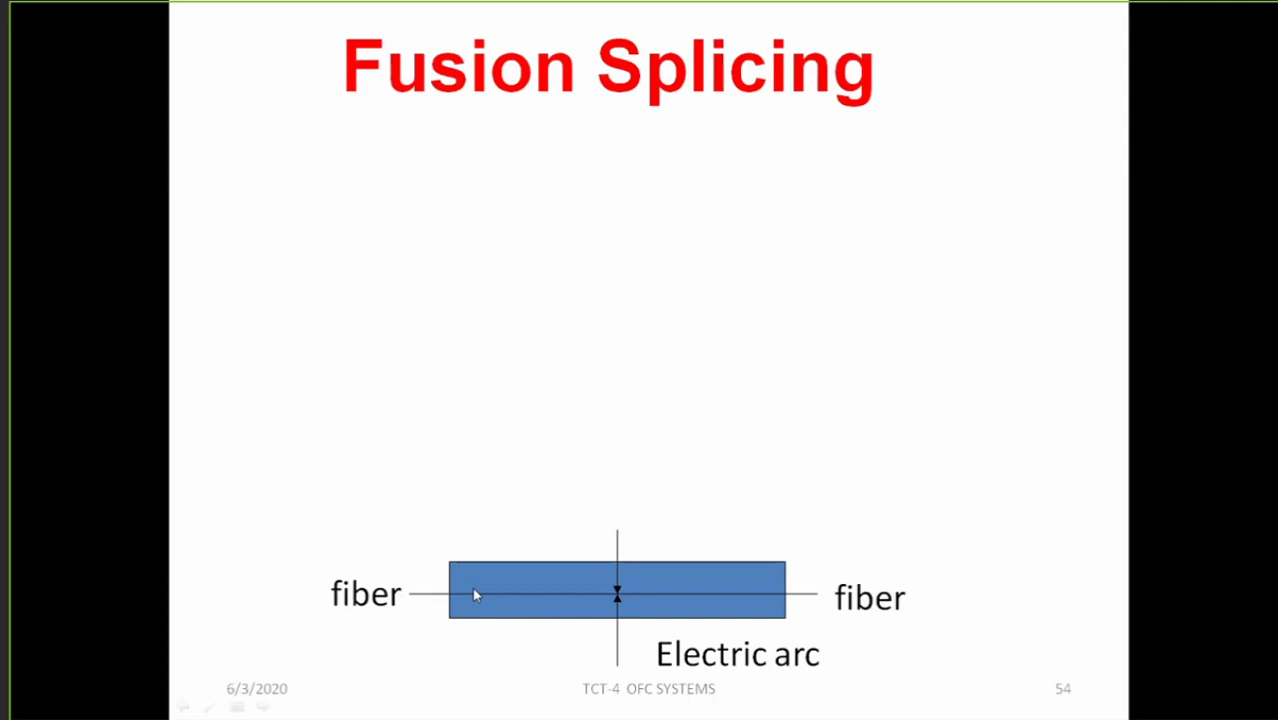 Fusion Splicing
fiber
fiber
Electric arc
6/3/2020
TCT-4 OFC SYSTEMS
54